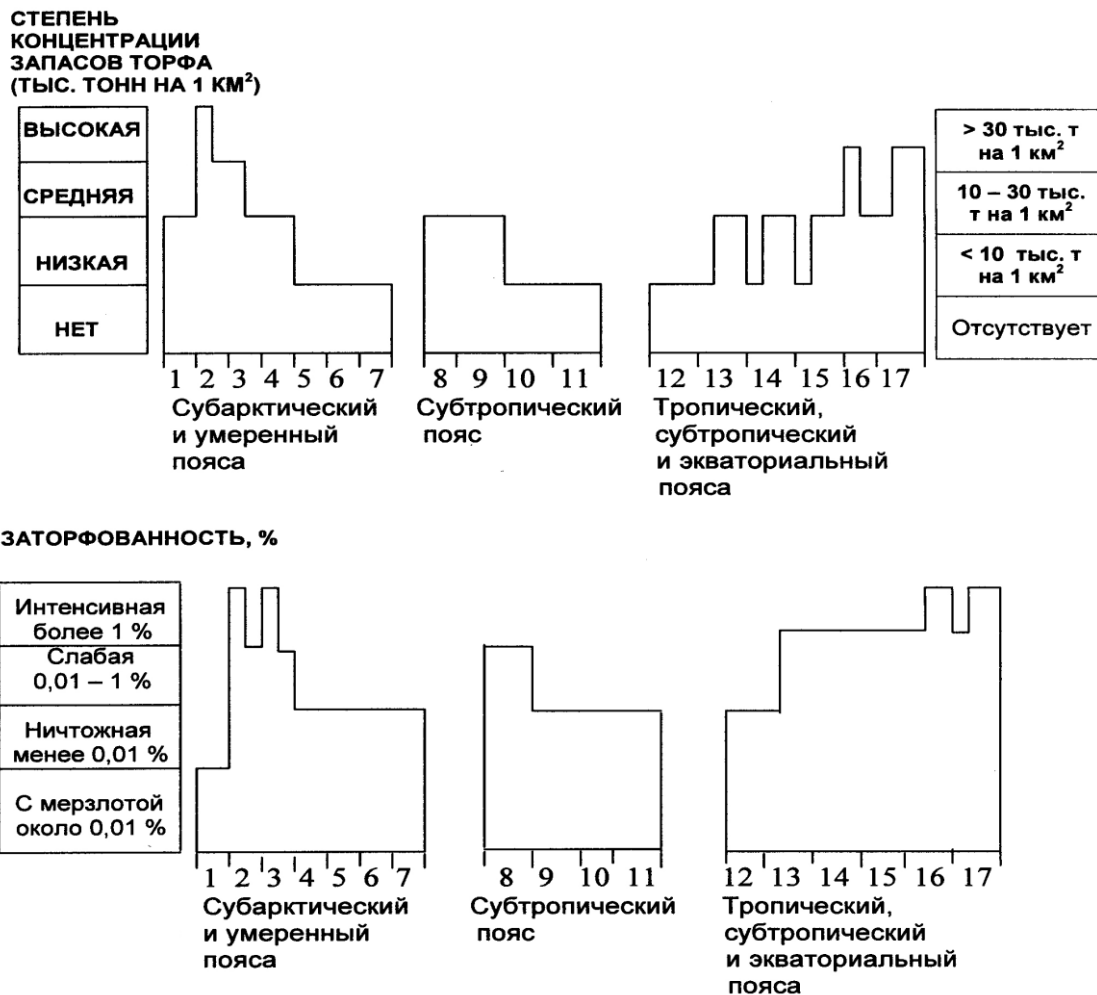 СТЕПЕНЬ
КОНЦЕНТРАЦИИ
ЗАПАСОВ ТОРФА
(ТЫС. ТОНН НА 1 КМ²)
ВЫСОКАЯ
СРЕДНЯЯ
НИЗКАЯ
НЕТ
> 30 тыс. т
на 1 км²
10 – 30 тыс.
т на 1 км²
< 10 тыс. т
на 1 км²
Отсутствует
1 2 3 4 5 6 7
Субарктический
и умеренный
пояса
8 9 10 11
Субтропический
пояс
12 13 14 15 16 17
Тропический,
субтропический
и экваториальный
пояса
ЗАТОРФОВАННОСТЬ, %
Интенсивная
более 1 %
Слабая
0,01 – 1 %
Ничтожная
менее 0,01 %
С мерзлотой
около 0,01 %
1 2 3 4 5 6 7
Субарктический
и умеренный
пояса
8 9 10 11
Субтропический
пояс
12 13 14 15 16 17
Тропический,
субтропический
и экваториальный
пояса